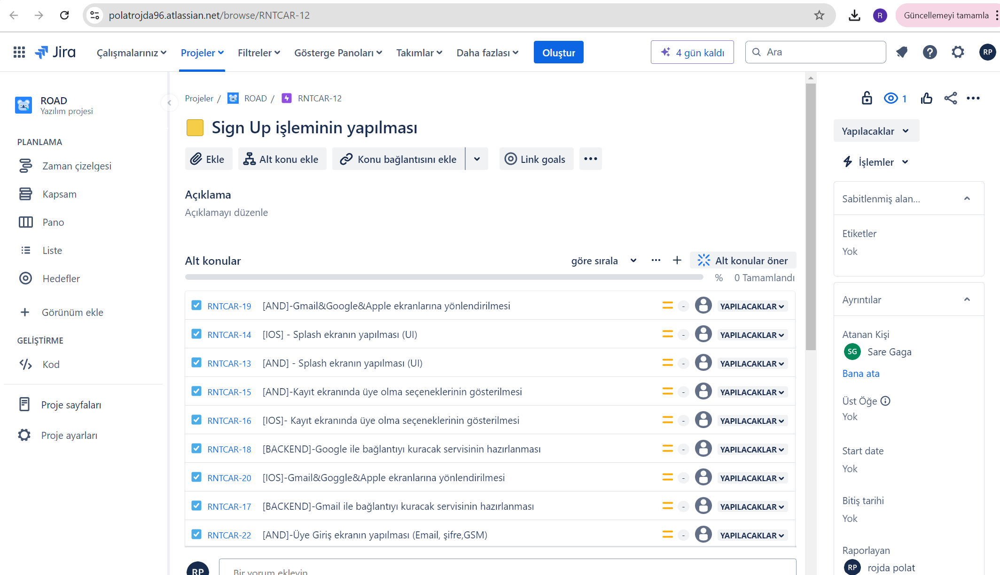 polatrojda96.atlassian.net/browse/RNTCAR-12
R
Güncellemeyi tamamla
Jira
Çalışmalarınız
Projeler
Filtreler
Gösterge Panoları
Takımlar
Daha fazlası
Oluştur
4 gün kaldı
Ara
RP
ROAD
Yazılım projesi
PLANLAMA
Zaman çizelgesi
Kapsam
Pano
Liste
Hedefler
Görünüm ekle
GELİŞTİRME
Kod
Proje sayfaları
Proje ayarları
Projeler / ROAD / RNTCAR-12
Sign Up işleminin yapılması
Ekle
Alt konu ekle
Konu bağlantısını ekle
Link goals
Açıklama
Açıklamayı düzenle
Alt konular
göre sırala
Alt konular öner
% 0 Tamamlandı
RNTCAR-19 [AND]-Gmail&Google&Apple ekranlarına yönlendirilmesi - YAPILACAKLAR
RNTCAR-14 [IOS] - Splash ekranın yapılması (UI) - YAPILACAKLAR
RNTCAR-13 [AND] - Splash ekranın yapılması (UI) - YAPILACAKLAR
RNTCAR-15 [AND]-Kayıt ekranında üye olma seçeneklerinin gösterilmesi - YAPILACAKLAR
RNTCAR-16 [IOS]- Kayıt ekranında üye olma seçeneklerinin gösterilmesi - YAPILACAKLAR
RNTCAR-18 [BACKEND]-Google ile bağlantıyı kuracak servisinin hazırlanması - YAPILACAKLAR
RNTCAR-20 [IOS]-Gmail&Goggle&Apple ekranlarına yönlendirilmesi - YAPILACAKLAR
RNTCAR-17 [BACKEND]-Gmail ile bağlantıyı kuracak servisinin hazırlanması - YAPILACAKLAR
RNTCAR-22 [AND]-Üye Giriş ekranın yapılması (Email, şifre,GSM) - YAPILACAKLAR
RP
Bir yorum ekleyin
1
Yapılacaklar
İşlemler
Sabitlenmiş alan...
Etiketler
Yok
Ayrıntılar
Atanan Kişi
SG Sare Gaga
Bana ata
Üst Öğe
Yok
Start date
Yok
Bitiş tarihi
Yok
Raporlayan
RP rojda polat